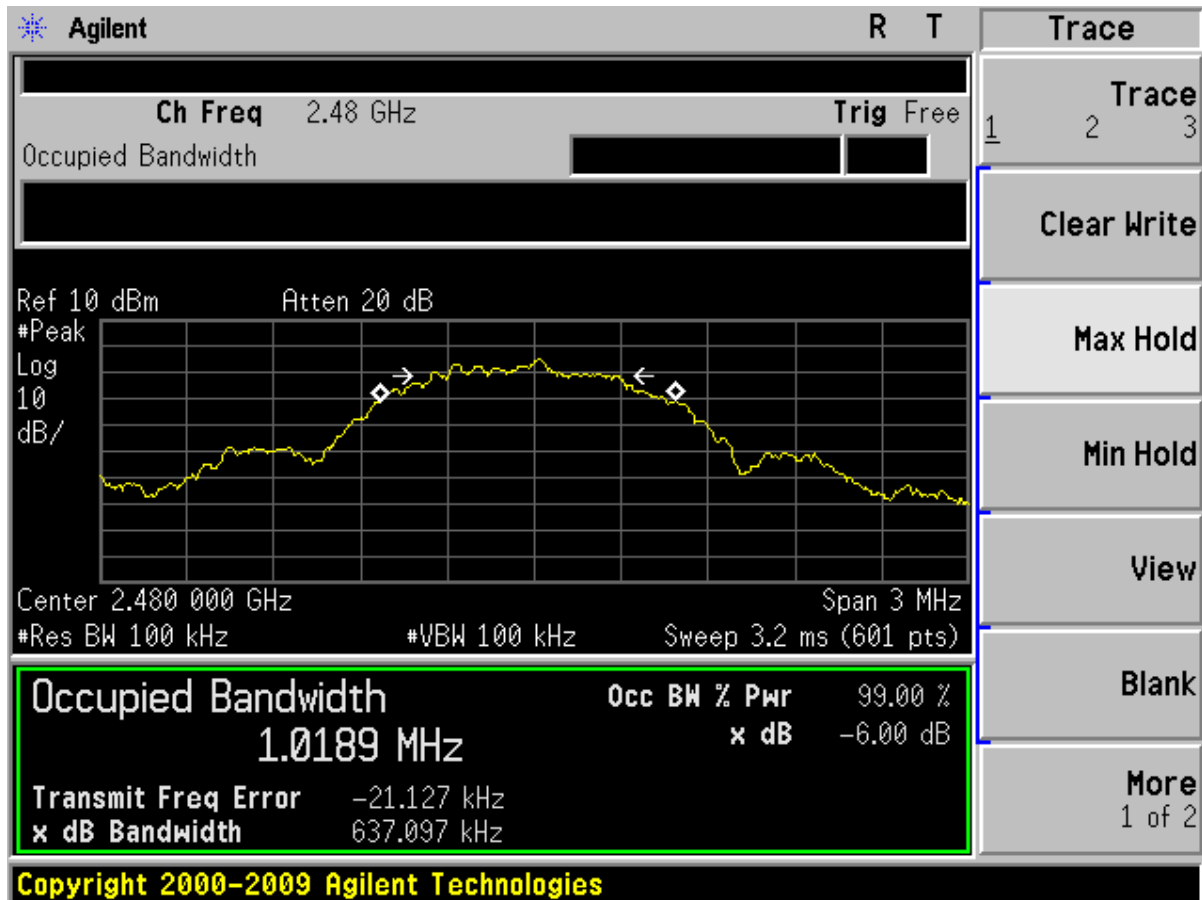 Agilent R T Trace
Ch Freq 2.48 GHz Trig Free
Occupied Bandwidth
Trace
1 2 3
Clear Write
Max Hold
Min Hold
View
Blank
More
1 of 2
Ref 10 dBm Atten 20 dB
#Peak
Log
10
dB/
Center 2.480 000 GHz Span 3 MHz
#Res BW 100 kHz #VBW 100 kHz Sweep 3.2 ms (601 pts)
Occupied Bandwidth Occ BW % Pwr 99.00 %
1.0189 MHz x dB -6.00 dB
Transmit Freq Error -21.127 kHz
x dB Bandwidth 637.097 kHz
Copyright 2000-2009 Agilent Technologies